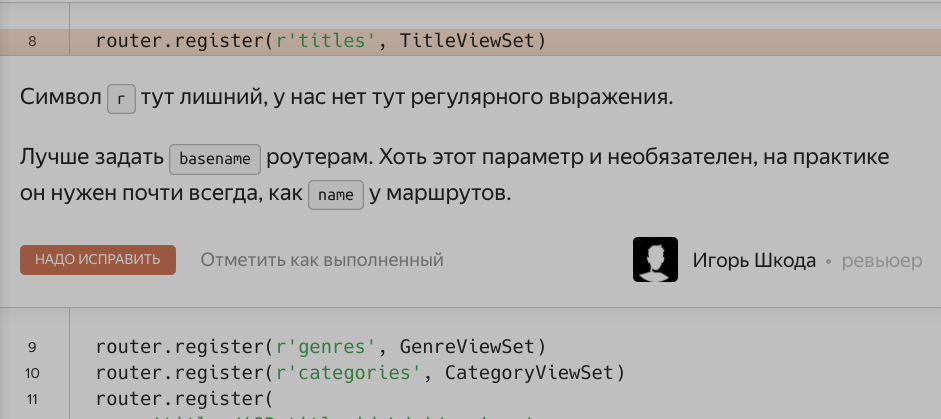 8 router.register(r'titles', TitleViewSet)
Символ r тут лишний, у нас нет тут регулярного выражения.
Лучше задать basename роутерам. Хоть этот параметр и необязателен, на практике
он нужен почти всегда, как name у маршрутов.
НАДО ИСПРАВИТЬ Отметить как выполненный Игорь Шкода • ревьюер
9 router.register(r'genres', GenreViewSet)
10 router.register(r'categories', CategoryViewSet)
11 router.register(